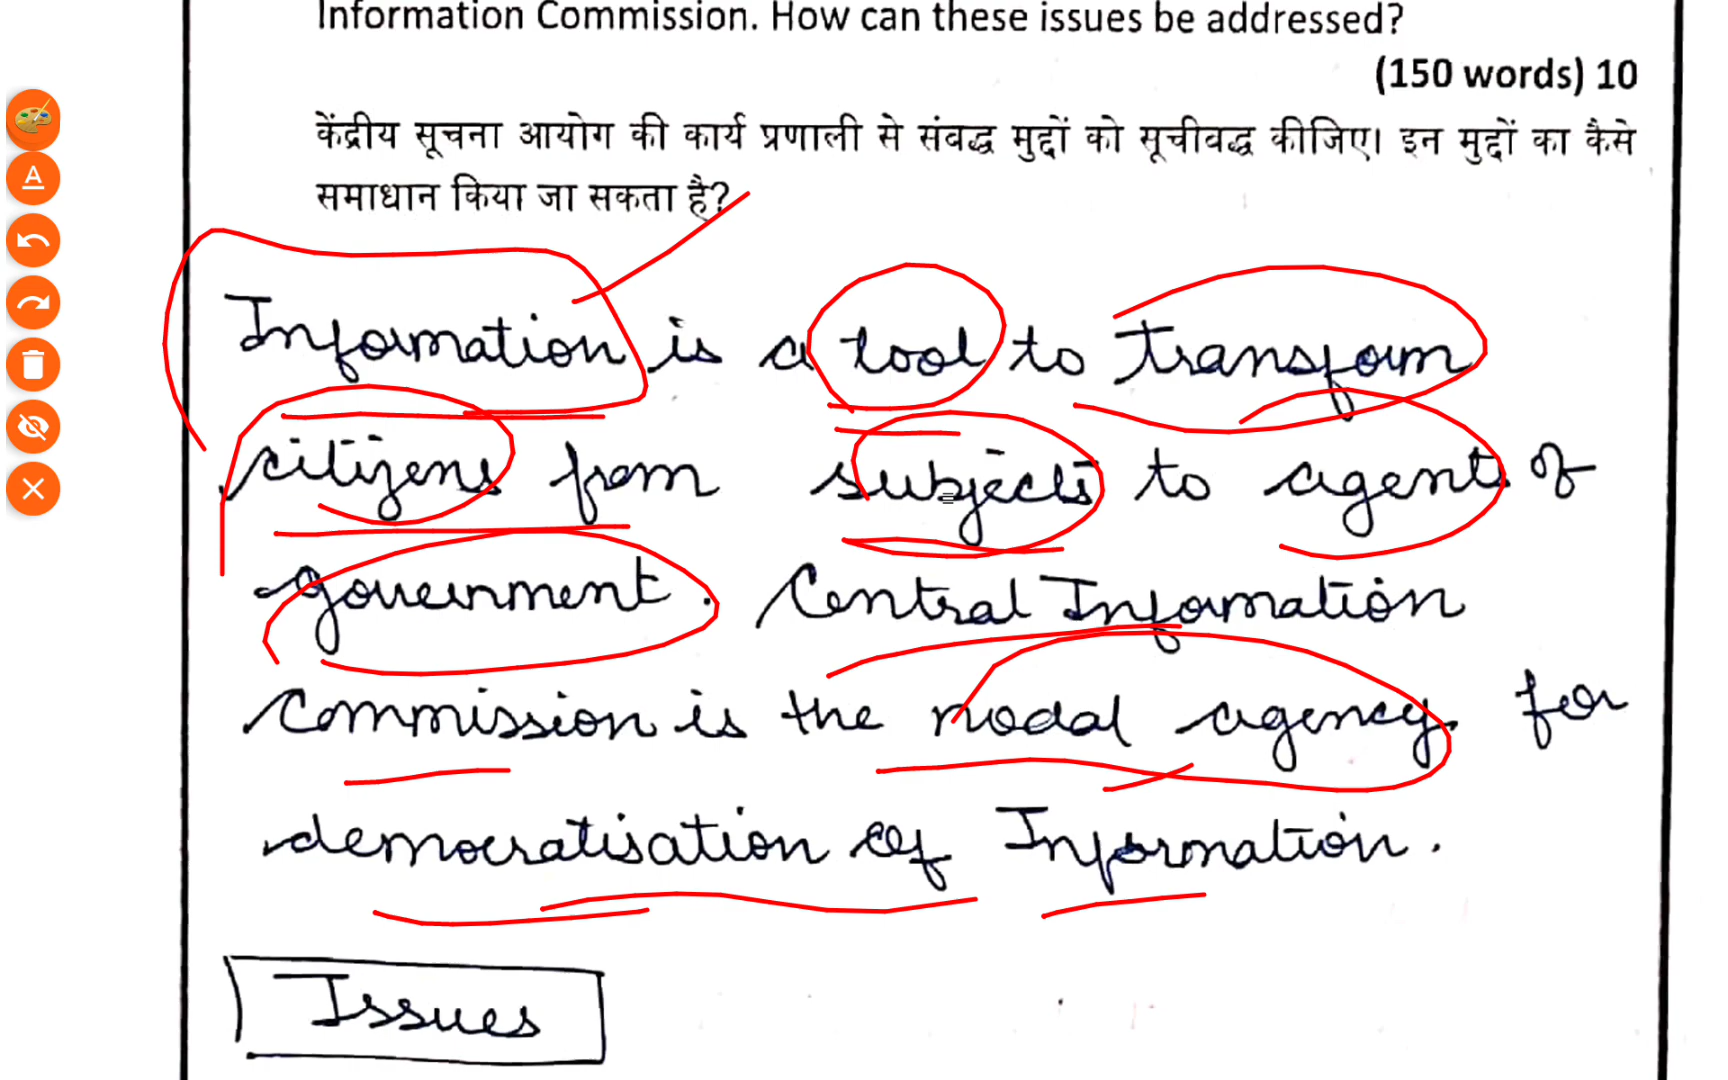 Information Commission. How can these issues be addressed?
(150 words) 10
केंद्रीय सूचना आयोग की कार्य प्रणाली से संबद्ध मुद्दों को सूचीबद्ध कीजिए। इन मुद्दों का कैसे
समाधान किया जा सकता है?
Information is a tool to transform
citizens from subjects to agent of
government. Central Information
Commission is the nodal agency for
democratisation of Information.
Issues